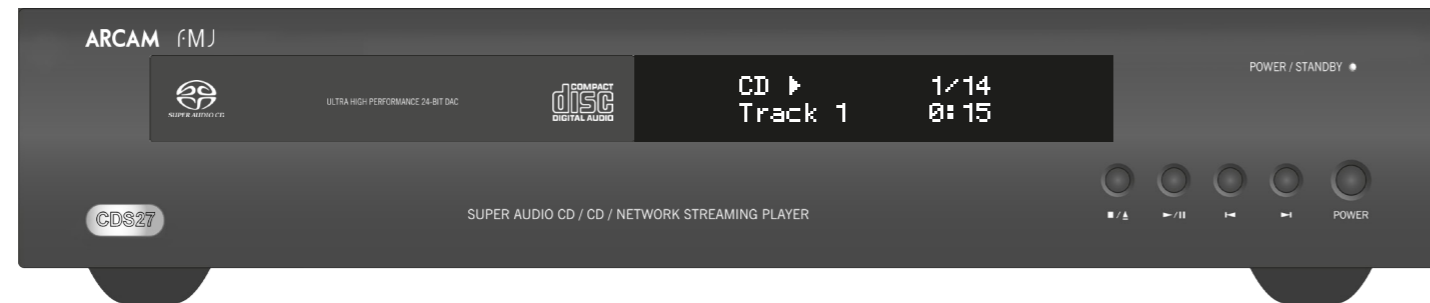 ARCAM FMJ
POWER / STANDBY
SUPER AUDIO CD
ULTRA HIGH PERFORMANCE 24-BIT DAC
COMPACT
disc
DIGITAL AUDIO
CD 1/14
Track 1 0:15
CDS27
SUPER AUDIO CD / CD / NETWORK STREAMING PLAYER
POWER